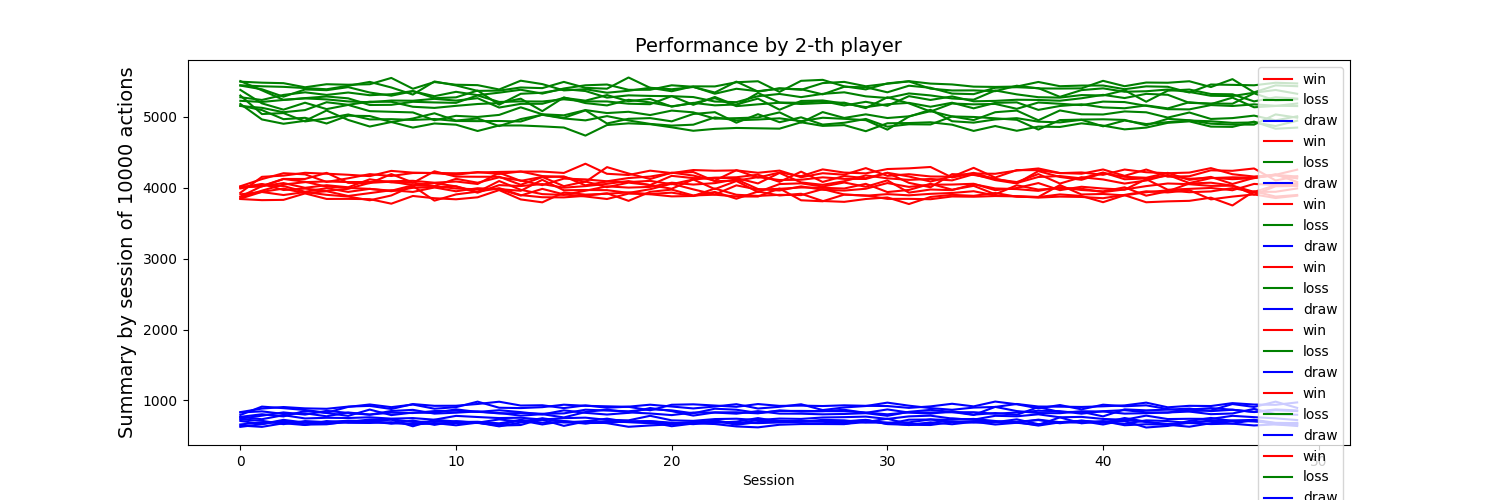 Performance by 2-th player
Summary by session of 10000 actions
5000
4000
3000
2000
1000
0
10
20
30
40
50
Session
win
loss
draw
win
loss
draw
win
loss
draw
win
loss
draw
win
loss
draw
win
loss
draw
win
loss
draw